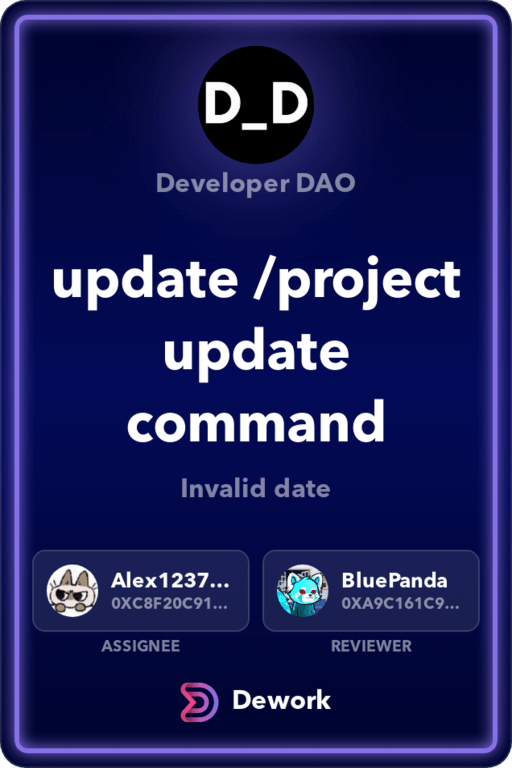 D_D
Developer DAO
update /project
update
command
Invalid date
Alex1237...
0XC8F20C91...
ASSIGNEE
BluePanda
0XA9C161C9...
REVIEWER
Dework